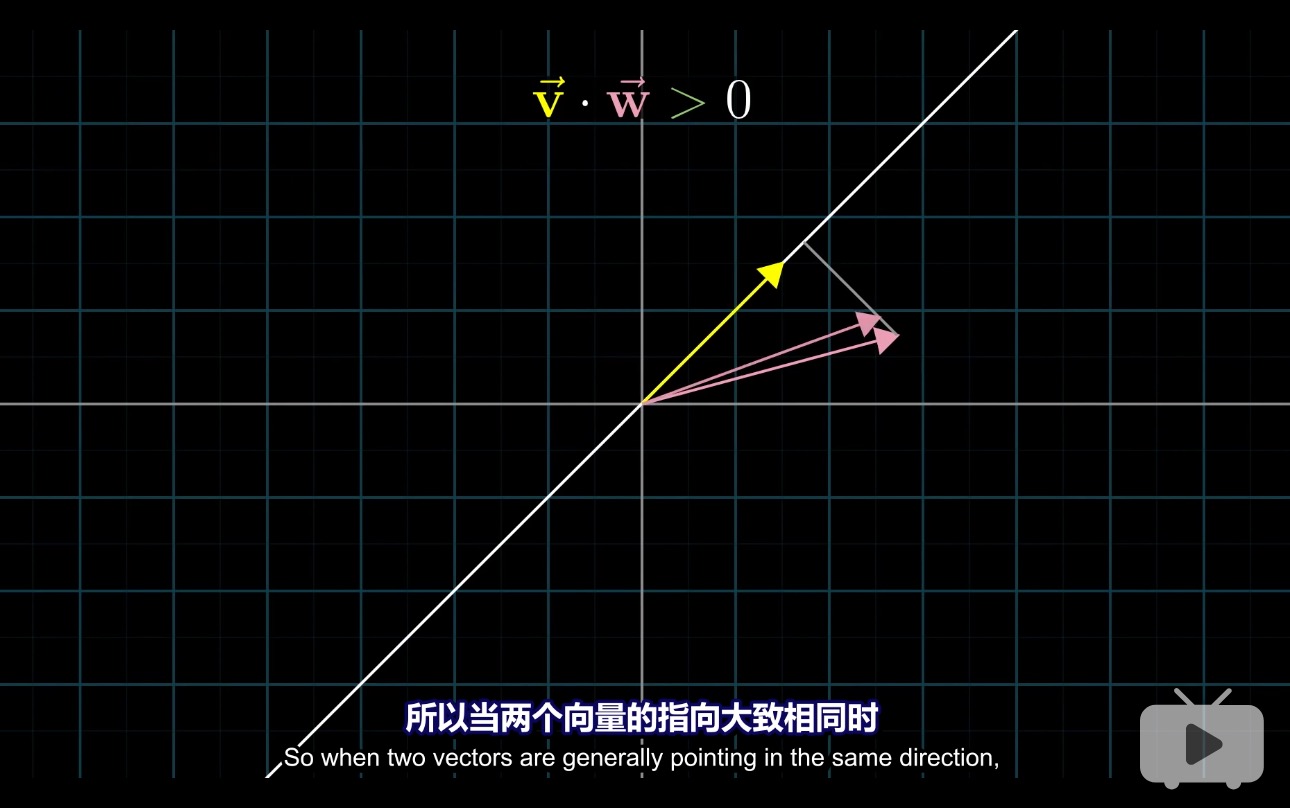 v⃗ · w⃗ > 0
所以当两个向量的指向大致相同时
So when two vectors are generally pointing in the same direction,